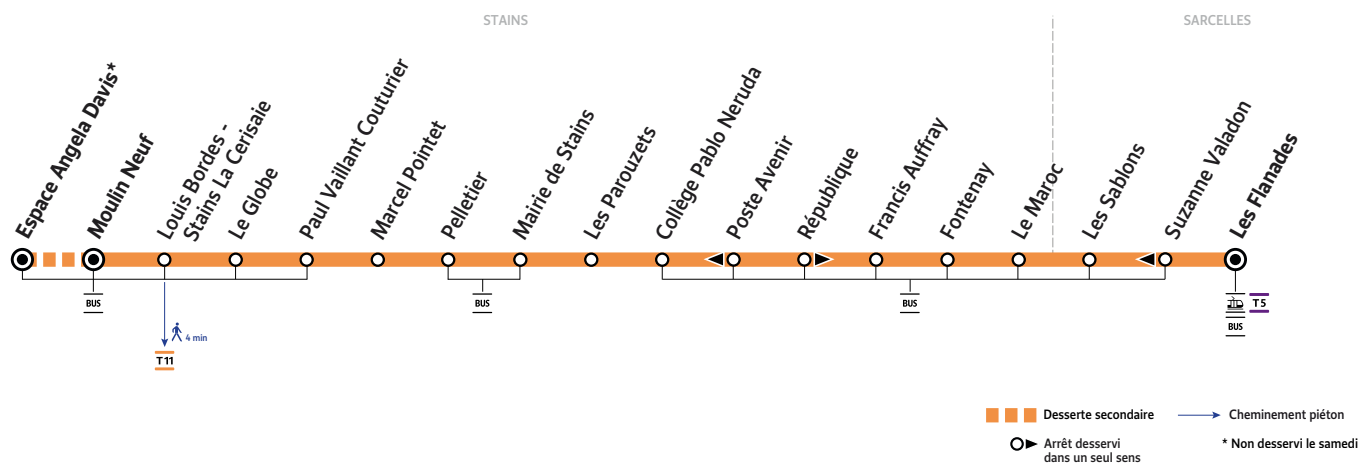 STAINS
SARCELLES
Espace Angela Davis*
Moulin Neuf
Louis Bordes -
Stains La Cerisaie
Le Globe
Paul Vaillant Couturier
Marcel Pointet
Pelletier
Mairie de Stains
Les Parouzets
Collège Pablo Neruda
Poste Avenir
République
Francis Auffray
Fontenay
Le Maroc
Les Sablons
Suzanne Valadon
Les Flanades
BUS
BUS
BUS
T5
BUS
4 min
T11
Desserte secondaire
Cheminement piéton
Arrêt desservi
dans un seul sens
* Non desservi le samedi